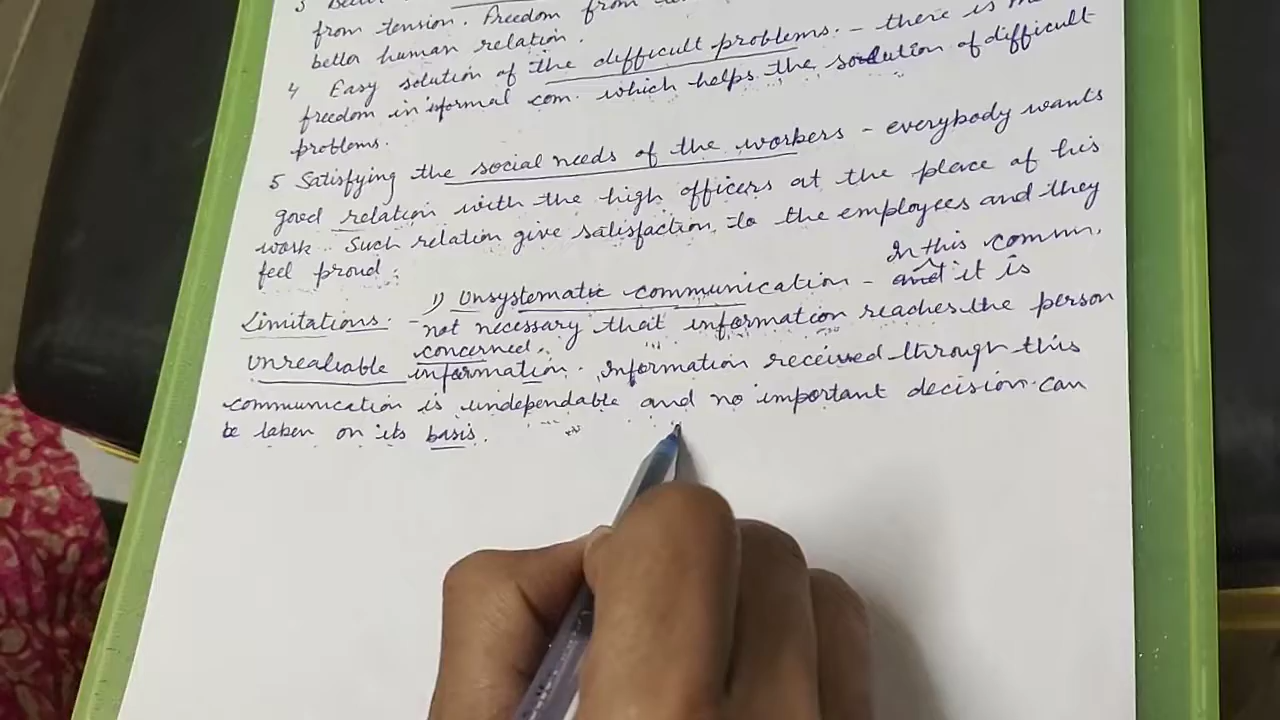 3 Better
from tension. Freedom from
better human relation.
4 Easy solution of the difficult problems. - there is
freedom in informal com. which helps the solution of difficult
problems.
5 Satisfying the social needs of the workers - everybody wants
good relation with the high officers at the place of his
work. Such relation give satisfaction to the employees and they
feel proud.
In this commn.
Limitations. - 1) Unsystematic communication - and it is
not necessary that information reaches the person
concerned.
Unrealiable information. Information received through this
communication is undependable and no important decision can
be taken on its basis.